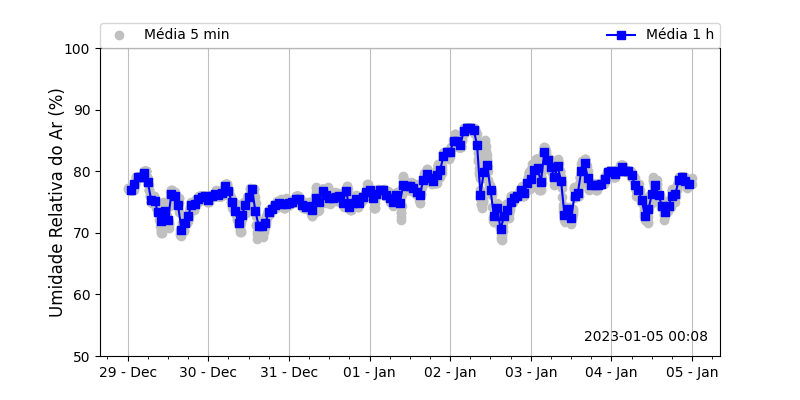 Média 5 min
Média 1 h
Umidade Relativa do Ar (%)
100
90
80
70
60
50
2023-01-05 00:08
29 - Dec
30 - Dec
31 - Dec
01 - Jan
02 - Jan
03 - Jan
04 - Jan
05 - Jan